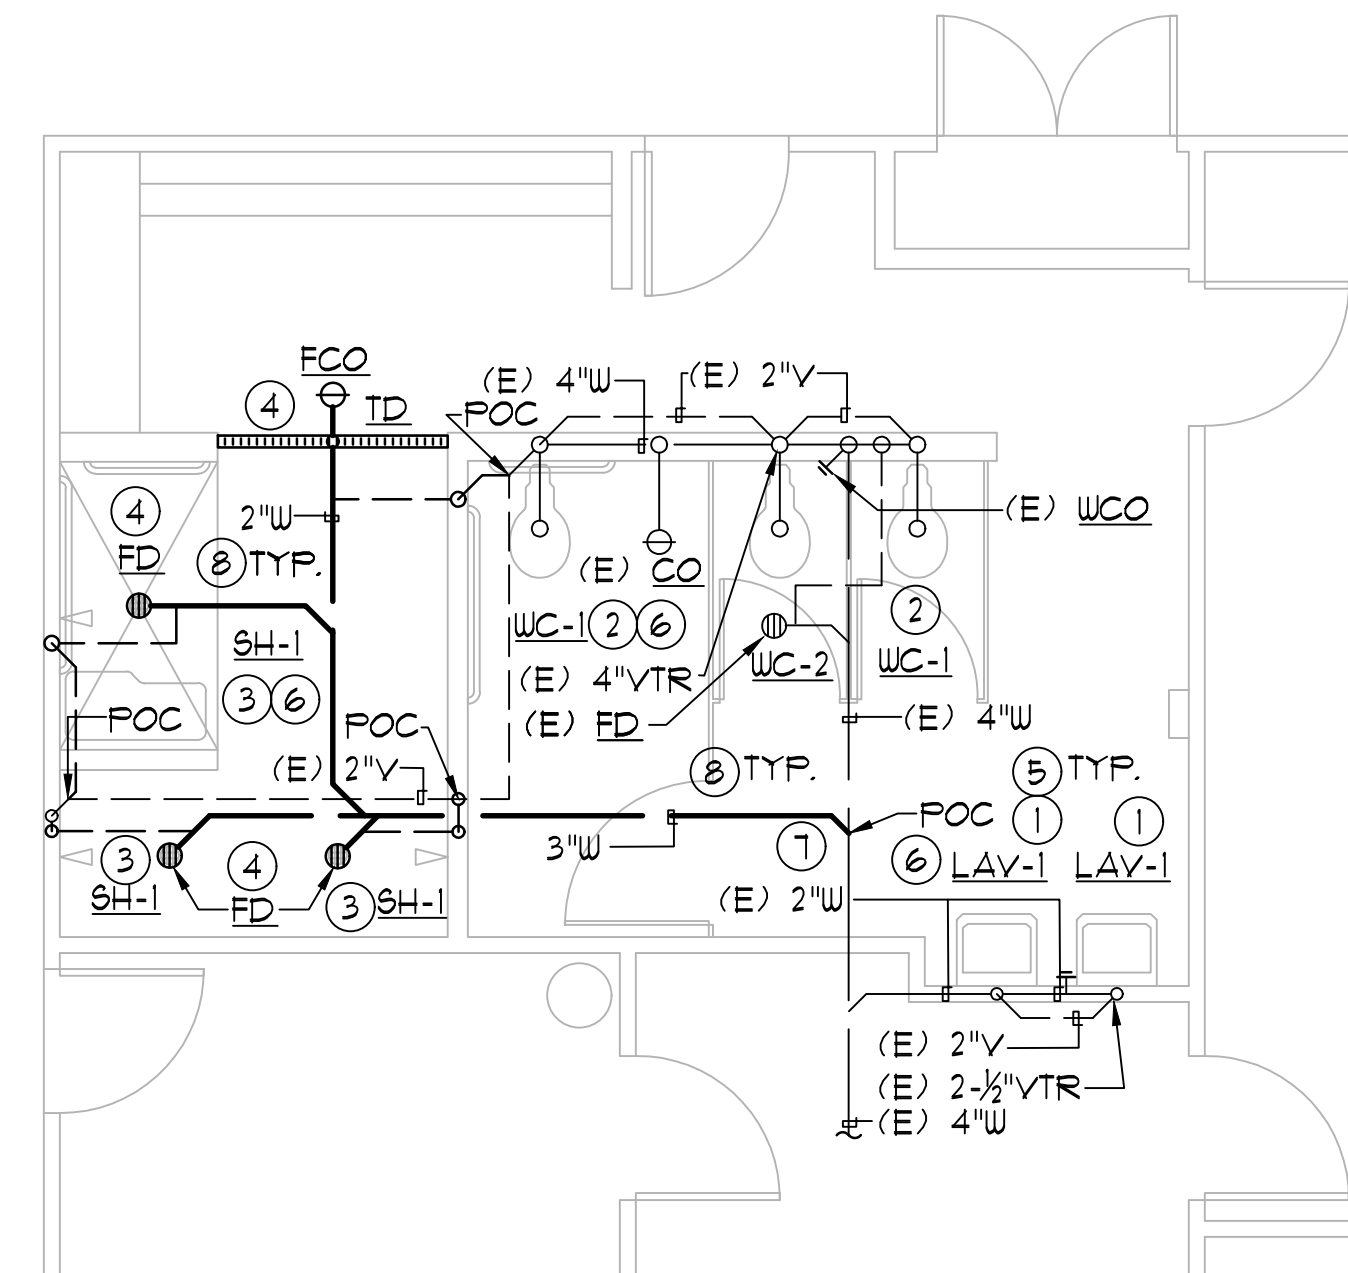 FCO
4
TD
(E) 4"W
(E) 2"V
POC
4
FD
2"W
8 TYP.
(E) WCO
(E) CO
SH-1
WC-1 2 6
2
WC-2
WC-1
3 6
(E) 4"VTR
POC
POC
(E) FD
(E) 4"W
(E) 2"V
8 TYP.
5 TYP.
POC
1
1
3"W
7
6 LAV-1
LAV-1
3
SH-1
4
FD
3 SH-1
(E) 2"W
(E) 2"V
(E) 2-½"VTR
(E) 4"W